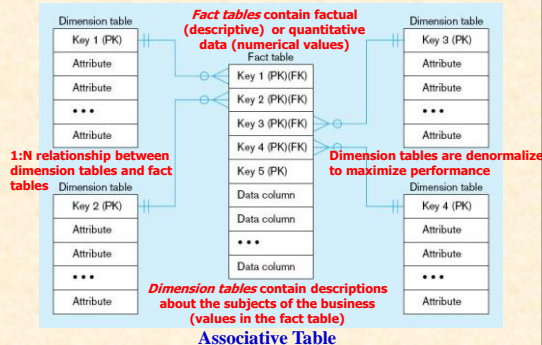 Fact tables contain factual
(descriptive) or quantitative
data (numerical values)
Dimension table
Key 1 (PK)
Attribute
Attribute
•••
Attribute
Fact table
Key 1 (PK)(FK)
Key 2 (PK)(FK)
Key 3 (PK)(FK)
Key 4 (PK)(FK)
Key 5 (PK)
Data column
Data column
•••
Data column
Dimension table
Key 3 (PK)
Attribute
Attribute
•••
Attribute
1:N relationship between
dimension tables and fact
tables
Dimension tables are denormalize
to maximize performance
Dimension table
Key 2 (PK)
Attribute
Attribute
•••
Attribute
Dimension table
Key 4 (PK)
Attribute
Attribute
•••
Attribute
Dimension tables contain descriptions
about the subjects of the business
(values in the fact table)
Associative Table